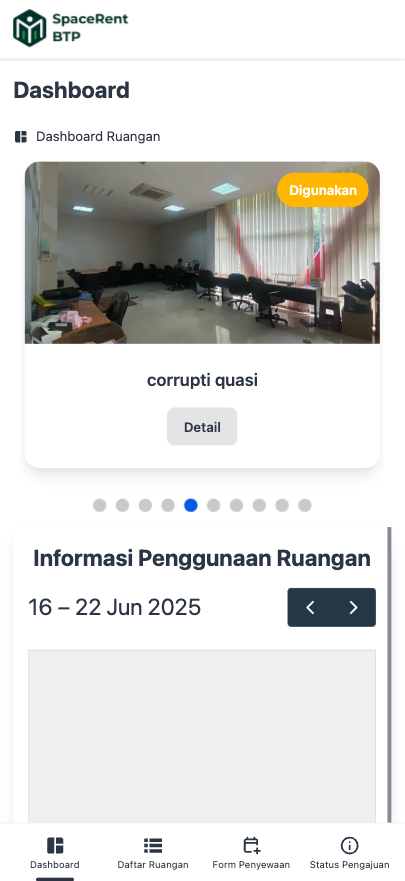 SpaceRent
BTP
Dashboard
Dashboard Ruangan
Digunakan
corrupti quasi
Detail
Informasi Penggunaan Ruangan
16 – 22 Jun 2025
Dashboard
Daftar Ruangan
Form Penyewaan
Status Pengajuan